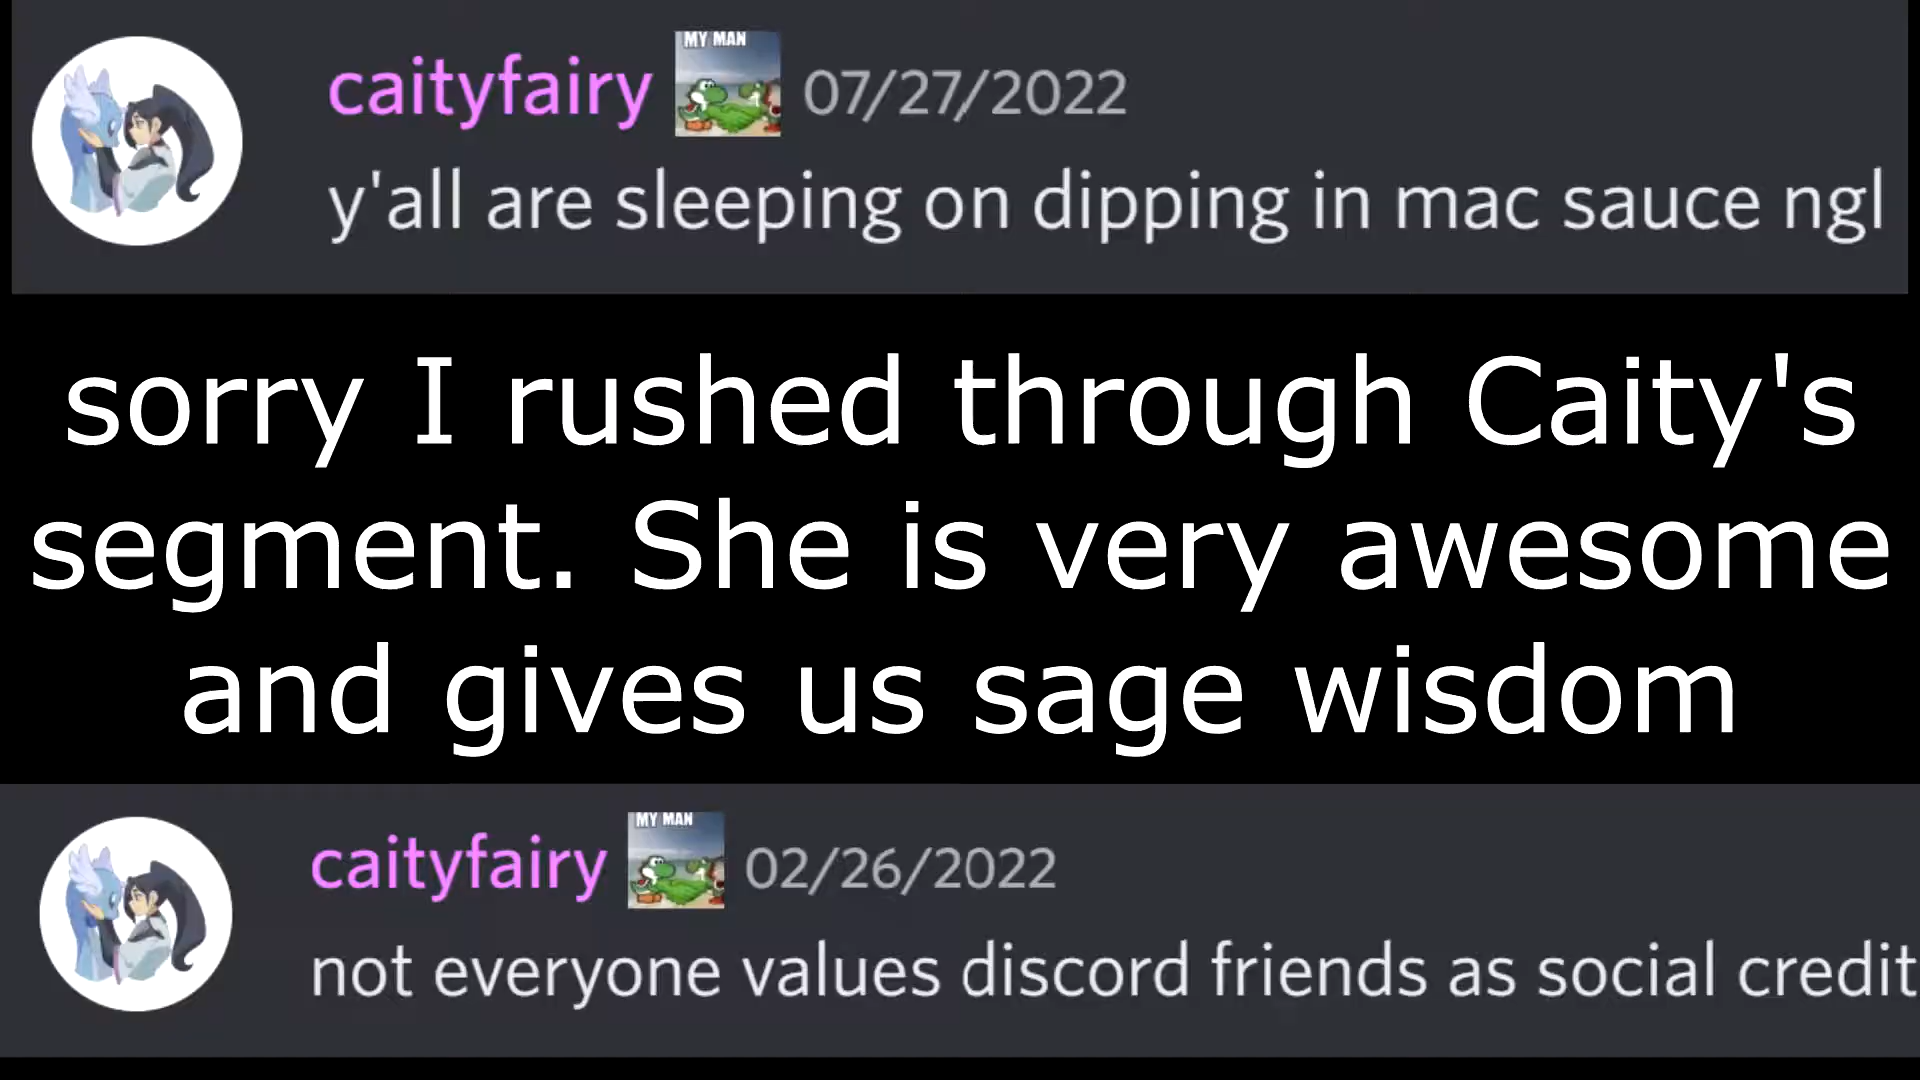 caityfairy MY MAN 07/27/2022
y'all are sleeping on dipping in mac sauce ngl
sorry I rushed through Caity's
segment. She is very awesome
and gives us sage wisdom
caityfairy MY MAN 02/26/2022
not everyone values discord friends as social credit